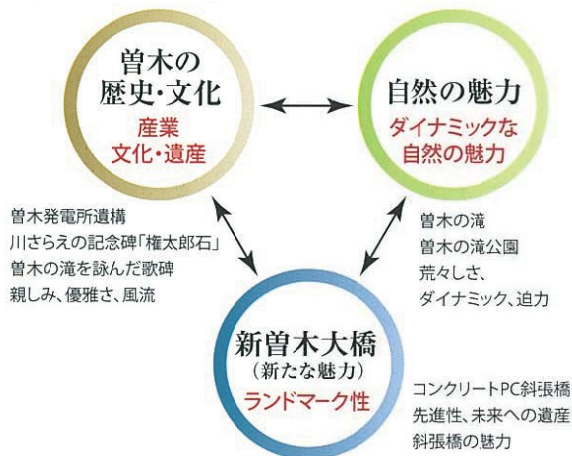 曽木の
歴史・文化
産業
文化・遺産
自然の魅力
ダイナミックな
自然の魅力
曽木発電所遺構
川さらえの記念碑「権太郎石」
曽木の滝を詠んだ歌碑
親しみ、優雅さ、風流
曽木の滝
曽木の滝公園
荒々しさ、
ダイナミック、迫力
新曽木大橋
(新たな魅力)
ランドマーク性
コンクリートPC斜張橋
先進性、未来への遺産
斜張橋の魅力